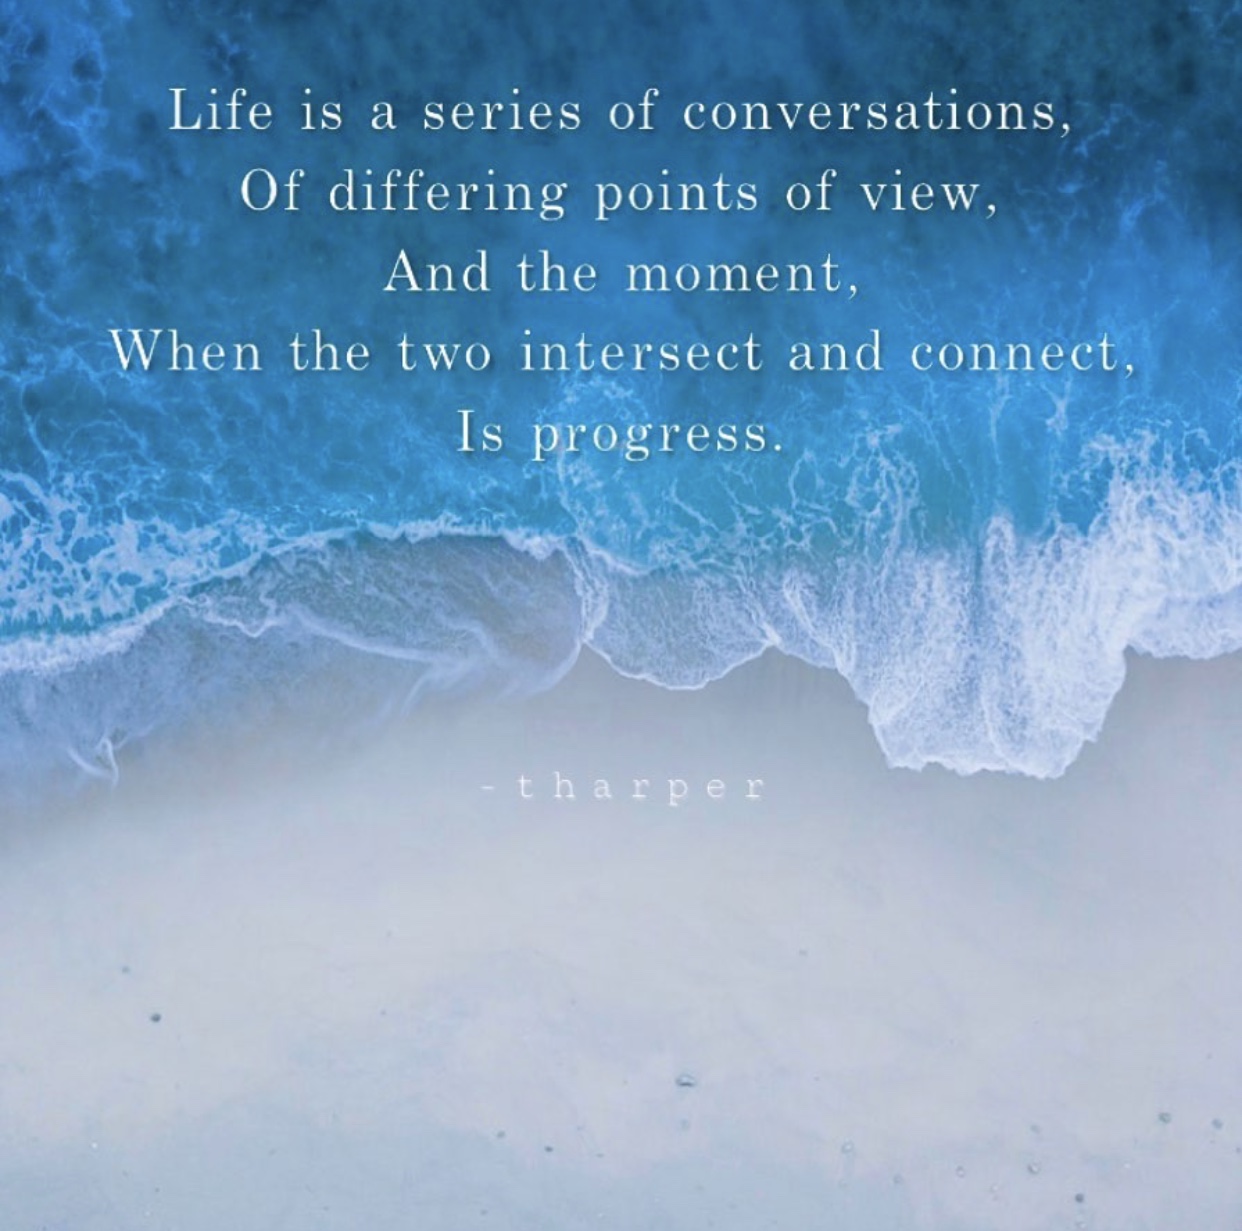 Life is a series of conversations,
Of differing points of view,
And the moment,
When the two intersect and connect,
Is progress.
- t h a r p e r